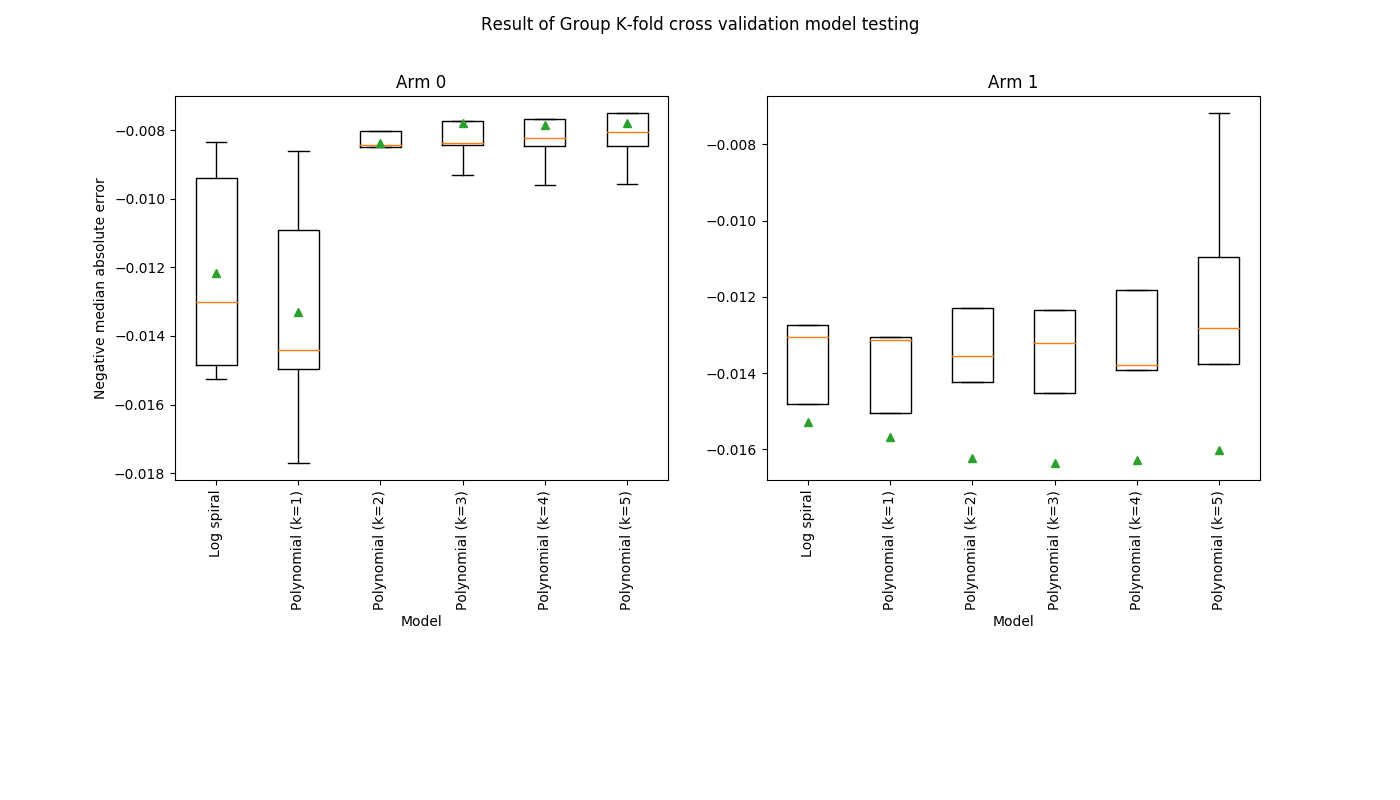 Result of Group K-fold cross validation model testing
Arm 0
Negative median absolute error
−0.008
−0.010
−0.012
−0.014
−0.016
−0.018
Log spiral
Polynomial (k=1)
Polynomial (k=2)
Polynomial (k=3)
Polynomial (k=4)
Polynomial (k=5)
Model
Arm 1
−0.008
−0.010
−0.012
−0.014
−0.016
Log spiral
Polynomial (k=1)
Polynomial (k=2)
Polynomial (k=3)
Polynomial (k=4)
Polynomial (k=5)
Model